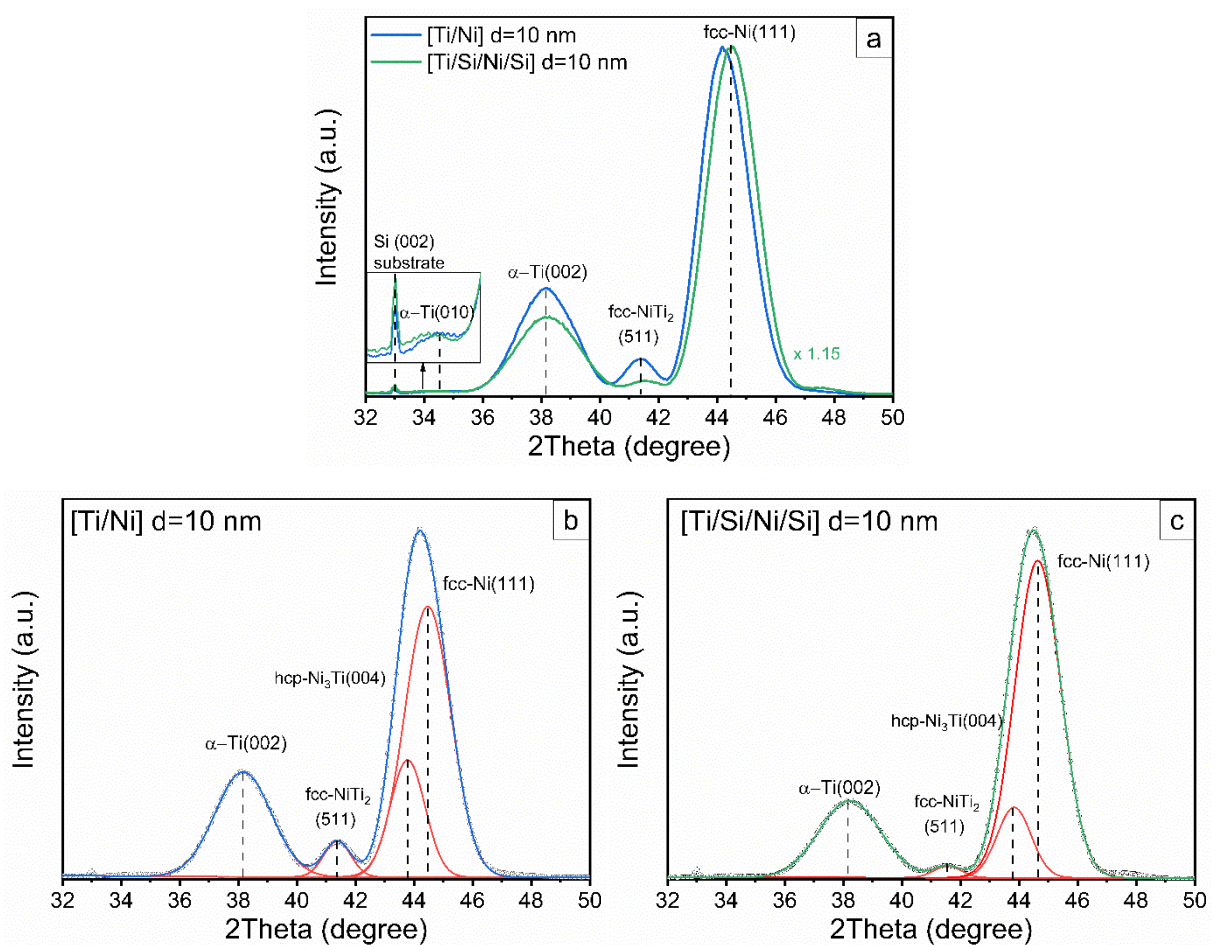 [Ti/Ni] d=10 nm
[Ti/Si/Ni/Si] d=10 nm
fcc-Ni(111)
a
Si (002)
substrate
α–Ti(010)
α–Ti(002)
fcc-NiTi₂
(511)
x 1.15
Intensity (a.u.)
32 34 36 38 40 42 44 46 48 50
2Theta (degree)
[Ti/Ni] d=10 nm
b
fcc-Ni(111)
hcp-Ni₃Ti(004)
α–Ti(002)
fcc-NiTi₂
(511)
Intensity (a.u.)
32 34 36 38 40 42 44 46 48 50
2Theta (degree)
[Ti/Si/Ni/Si] d=10 nm
c
fcc-Ni(111)
hcp-Ni₃Ti(004)
α–Ti(002)
fcc-NiTi₂
(511)
Intensity (a.u.)
32 34 36 38 40 42 44 46 48 50
2Theta (degree)